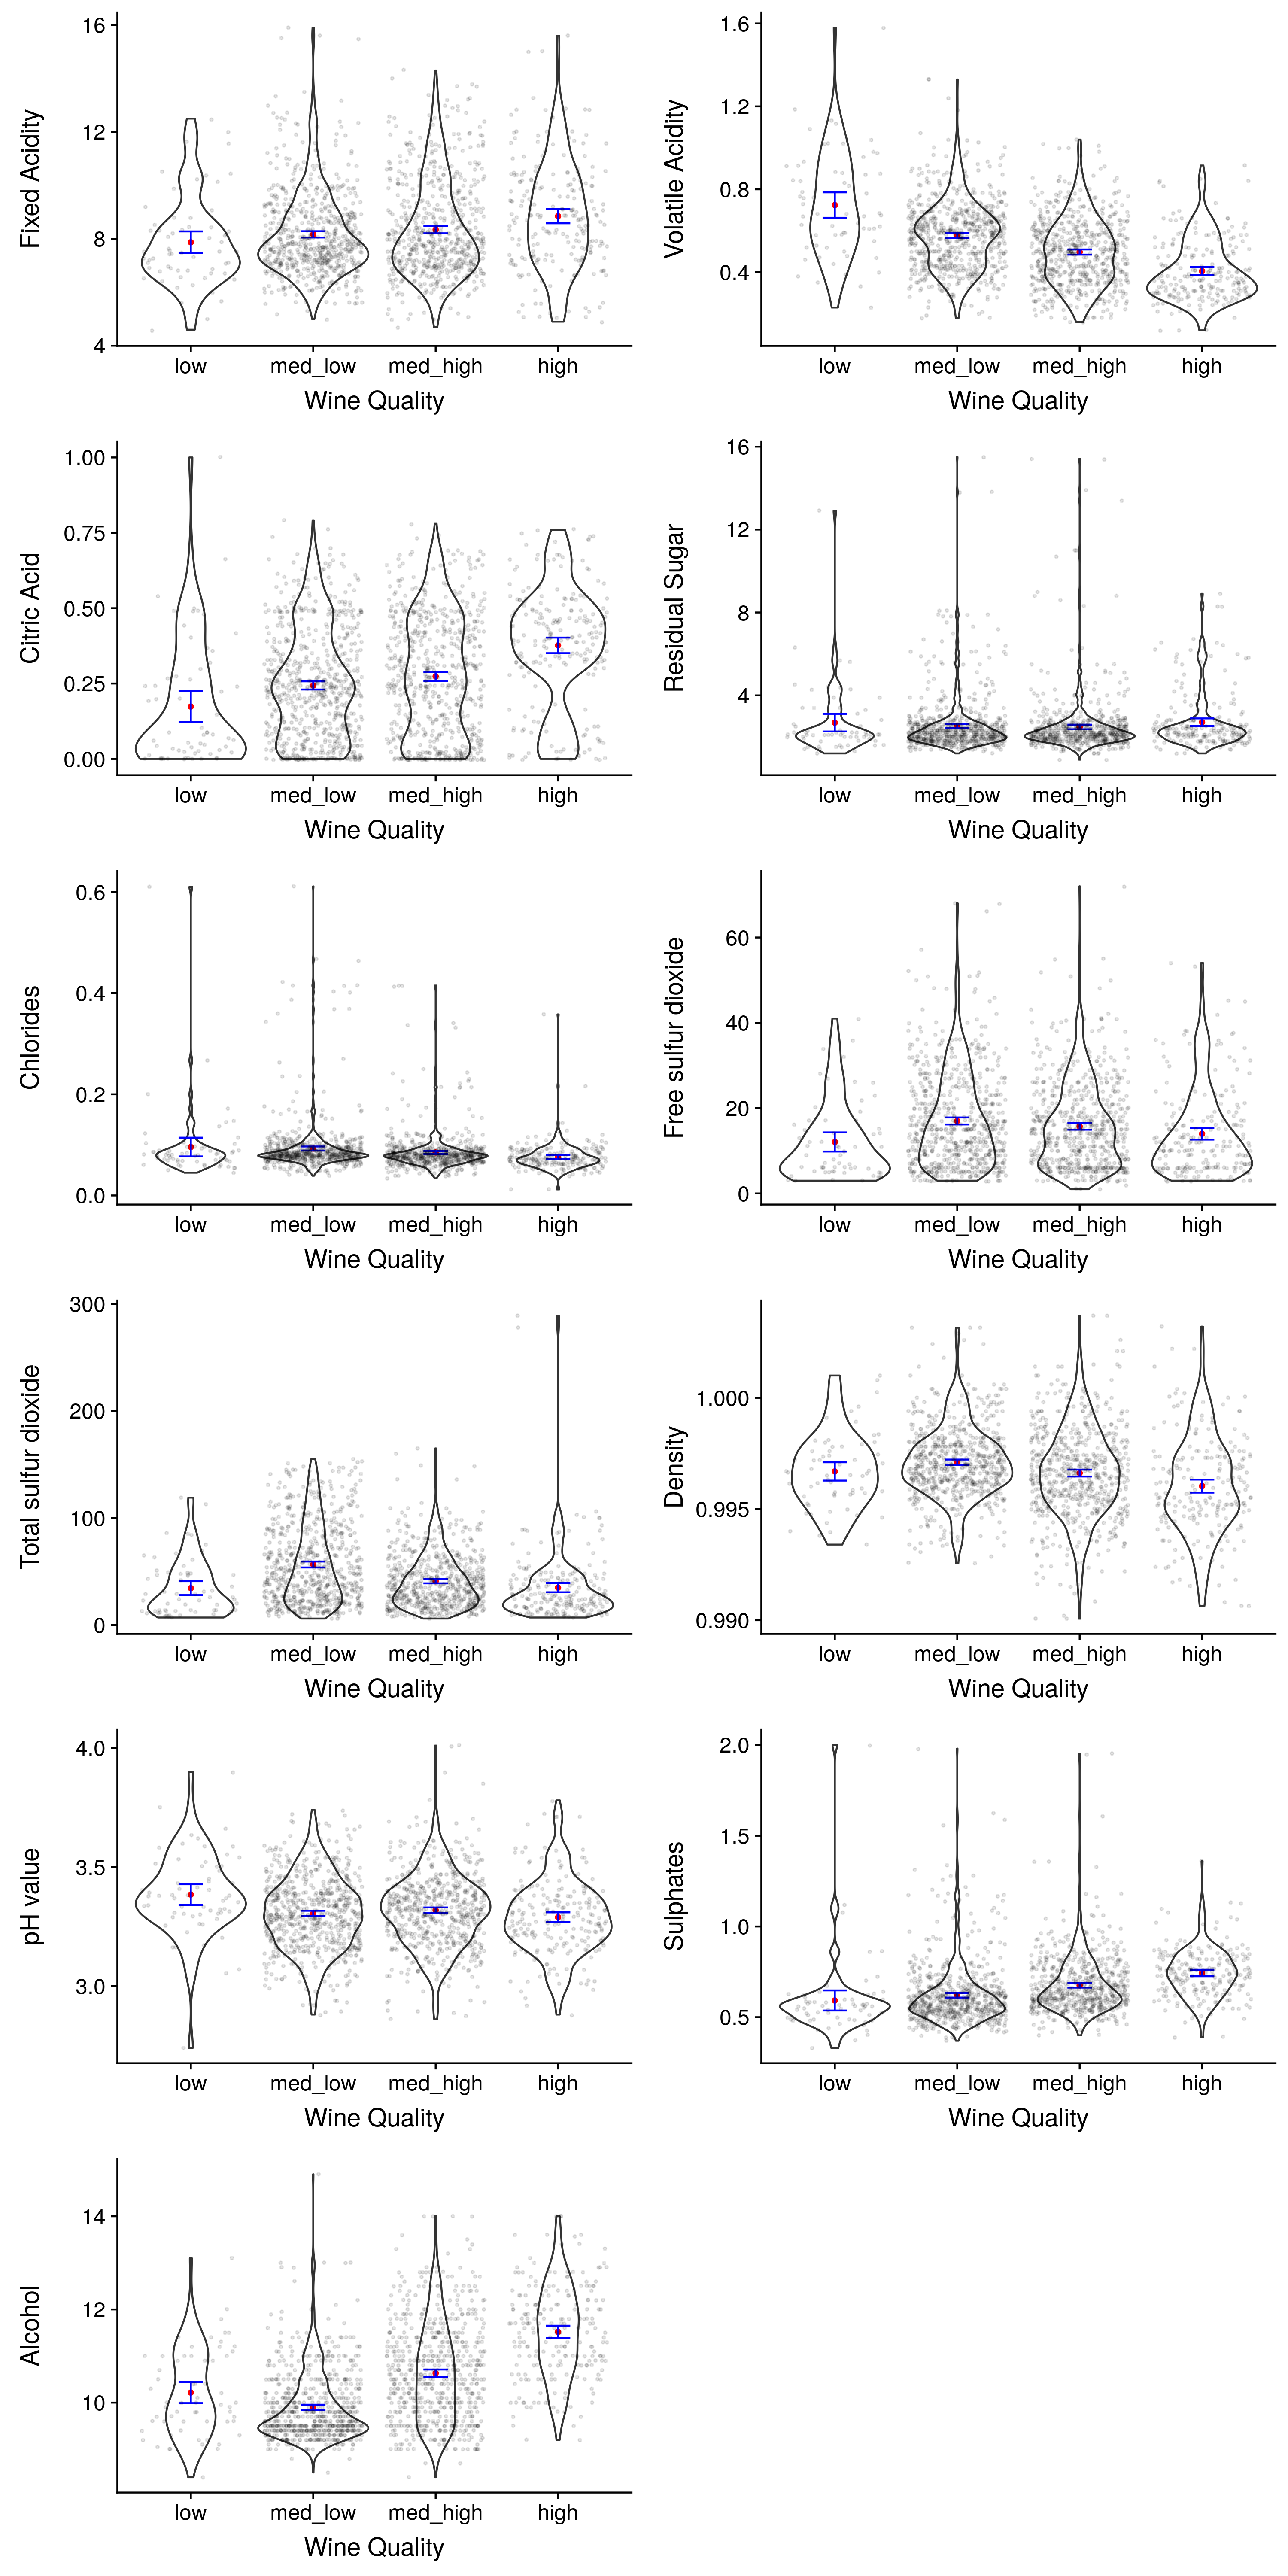 Fixed Acidity
16
12
8
4
low med_low med_high high
Wine Quality
Volatile Acidity
1.6
1.2
0.8
0.4
low med_low med_high high
Wine Quality
Citric Acid
1.00
0.75
0.50
0.25
0.00
low med_low med_high high
Wine Quality
Residual Sugar
16
12
8
4
low med_low med_high high
Wine Quality
Chlorides
0.6
0.4
0.2
0.0
low med_low med_high high
Wine Quality
Free sulfur dioxide
60
40
20
0
low med_low med_high high
Wine Quality
Total sulfur dioxide
300
200
100
0
low med_low med_high high
Wine Quality
Density
1.000
0.995
0.990
low med_low med_high high
Wine Quality
pH value
4.0
3.5
3.0
low med_low med_high high
Wine Quality
Sulphates
2.0
1.5
1.0
0.5
low med_low med_high high
Wine Quality
Alcohol
14
12
10
low med_low med_high high
Wine Quality